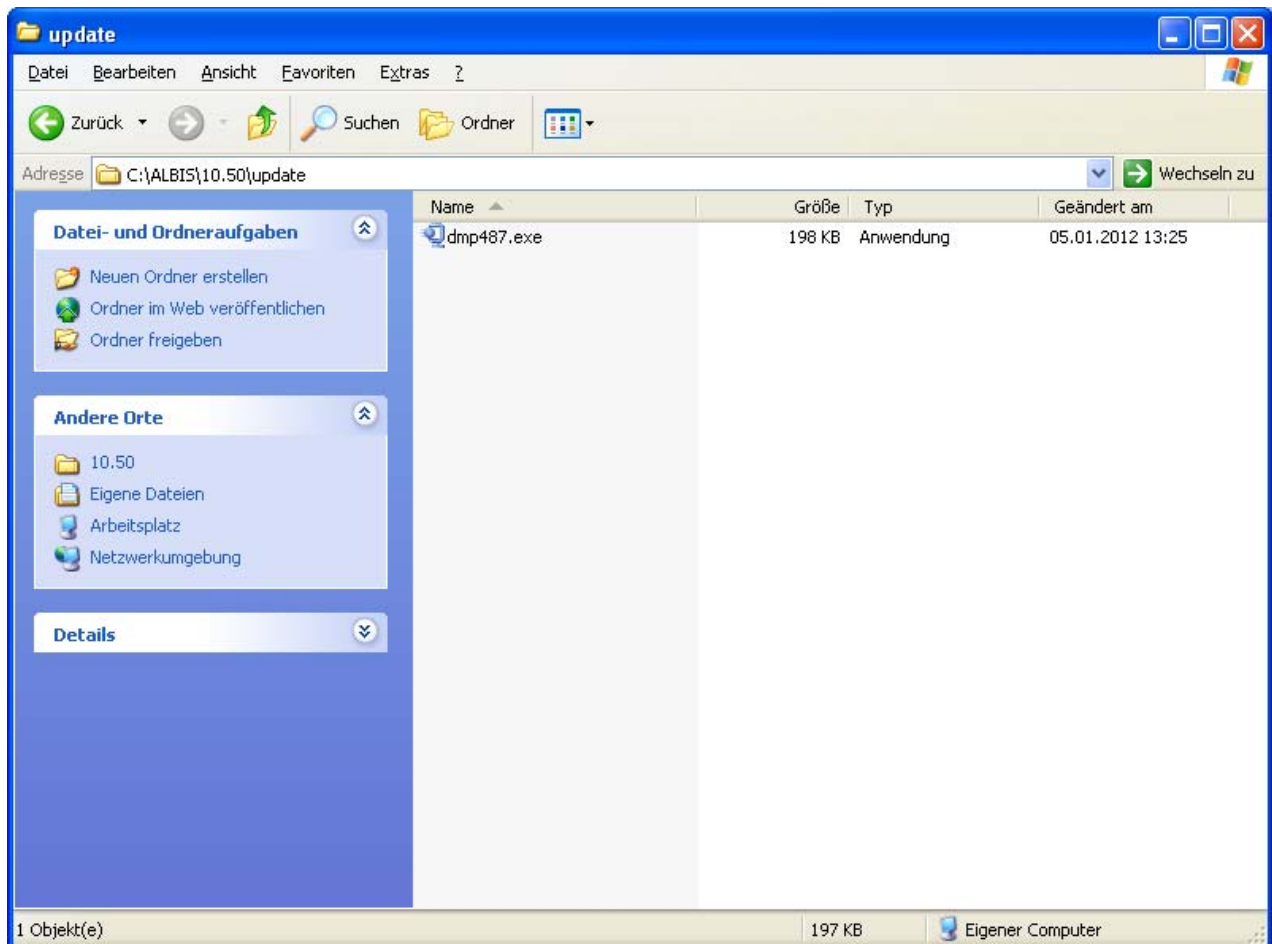 update
Datei Bearbeiten Ansicht Favoriten Extras ?
Zurück Suchen Ordner
Adresse C:\ALBIS\10.50\update Wechseln zu
Name Größe Typ Geändert am
dmp487.exe 198 KB Anwendung 05.01.2012 13:25
Datei- und Ordneraufgaben
Neuen Ordner erstellen
Ordner im Web veröffentlichen
Ordner freigeben
Andere Orte
10.50
Eigene Dateien
Arbeitsplatz
Netzwerkumgebung
Details
1 Objekt(e) 197 KB Eigener Computer